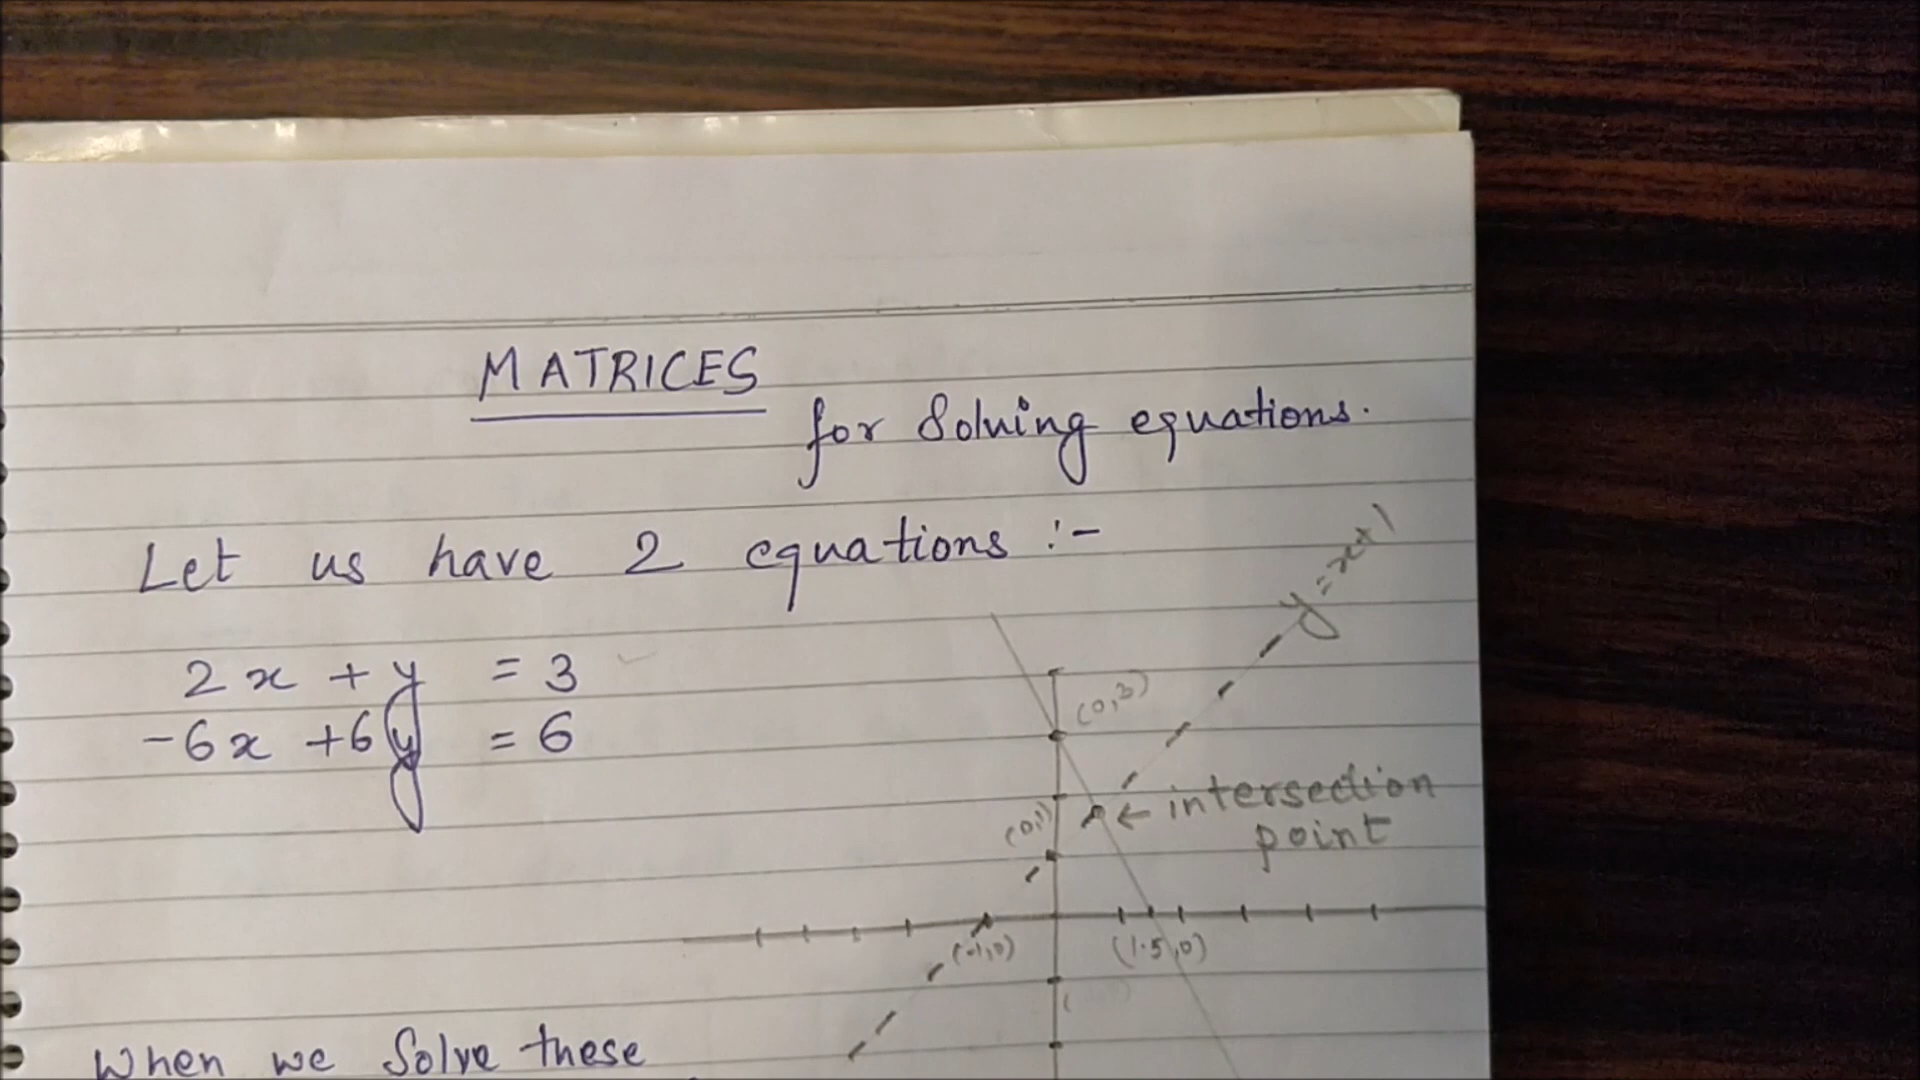 MATRICES
for Solving equations.
Let us have 2 equations :-
2x + y = 3
-6x +6y = 6
y = x+1
(0,3)
← intersection
point
(0,1)
(-1,0)
(1.5,0)
When we solve these